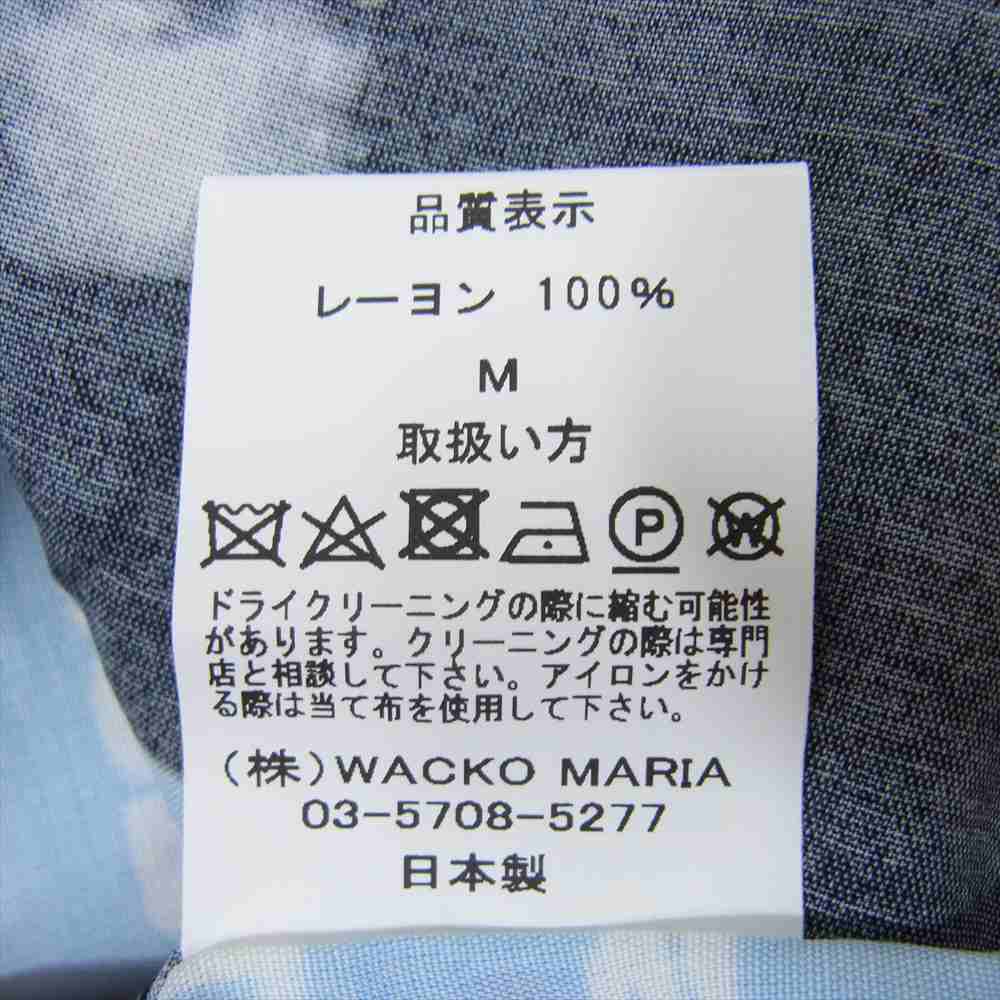 品質表示
レーヨン 100%
M
取扱い方
P
W
ドライクリーニングの際に縮む可能性
があります。クリーニングの際は専門
店と相談して下さい。アイロンをかけ
る際は当て布を使用して下さい。
(株)WACKO MARIA
03-5708-5277
日本製